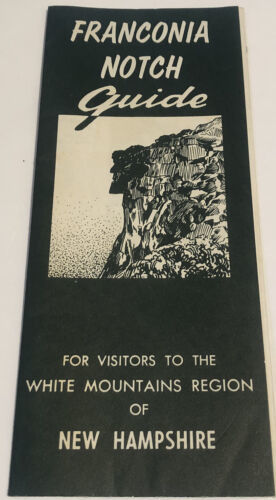 FRANCONIA
NOTCH
Guide
FOR VISITORS TO THE
WHITE MOUNTAINS REGION
OF
NEW HAMPSHIRE